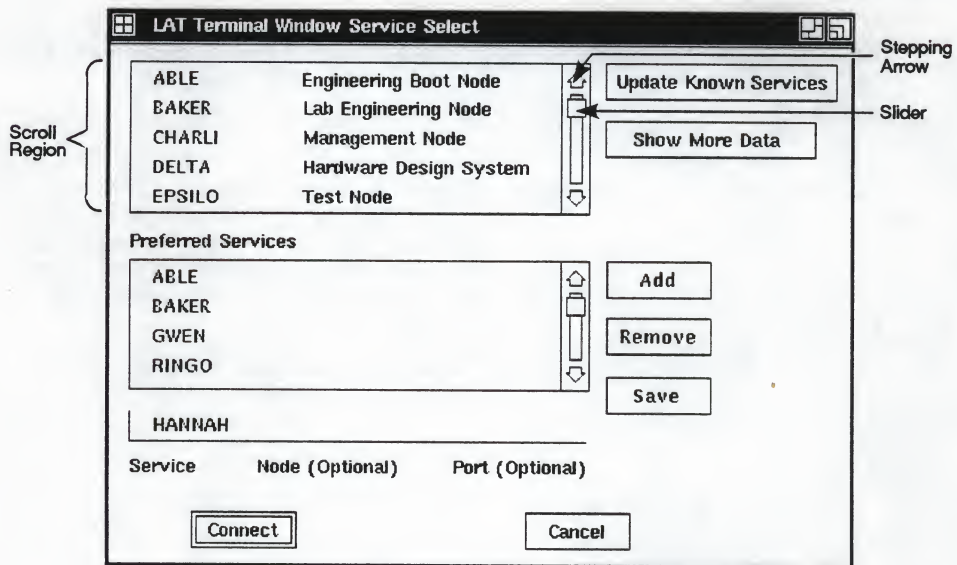 LAT Terminal Window Service Select
Stepping
Arrow
ABLE Engineering Boot Node
Update Known Services
BAKER Lab Engineering Node
Slider
Scroll
Region
CHARLI Management Node
Show More Data
DELTA Hardware Design System
EPSILO Test Node
Preferred Services
ABLE
Add
BAKER
GWEN
Remove
RINGO
Save
HANNAH
Service Node (Optional) Port (Optional)
Connect Cancel